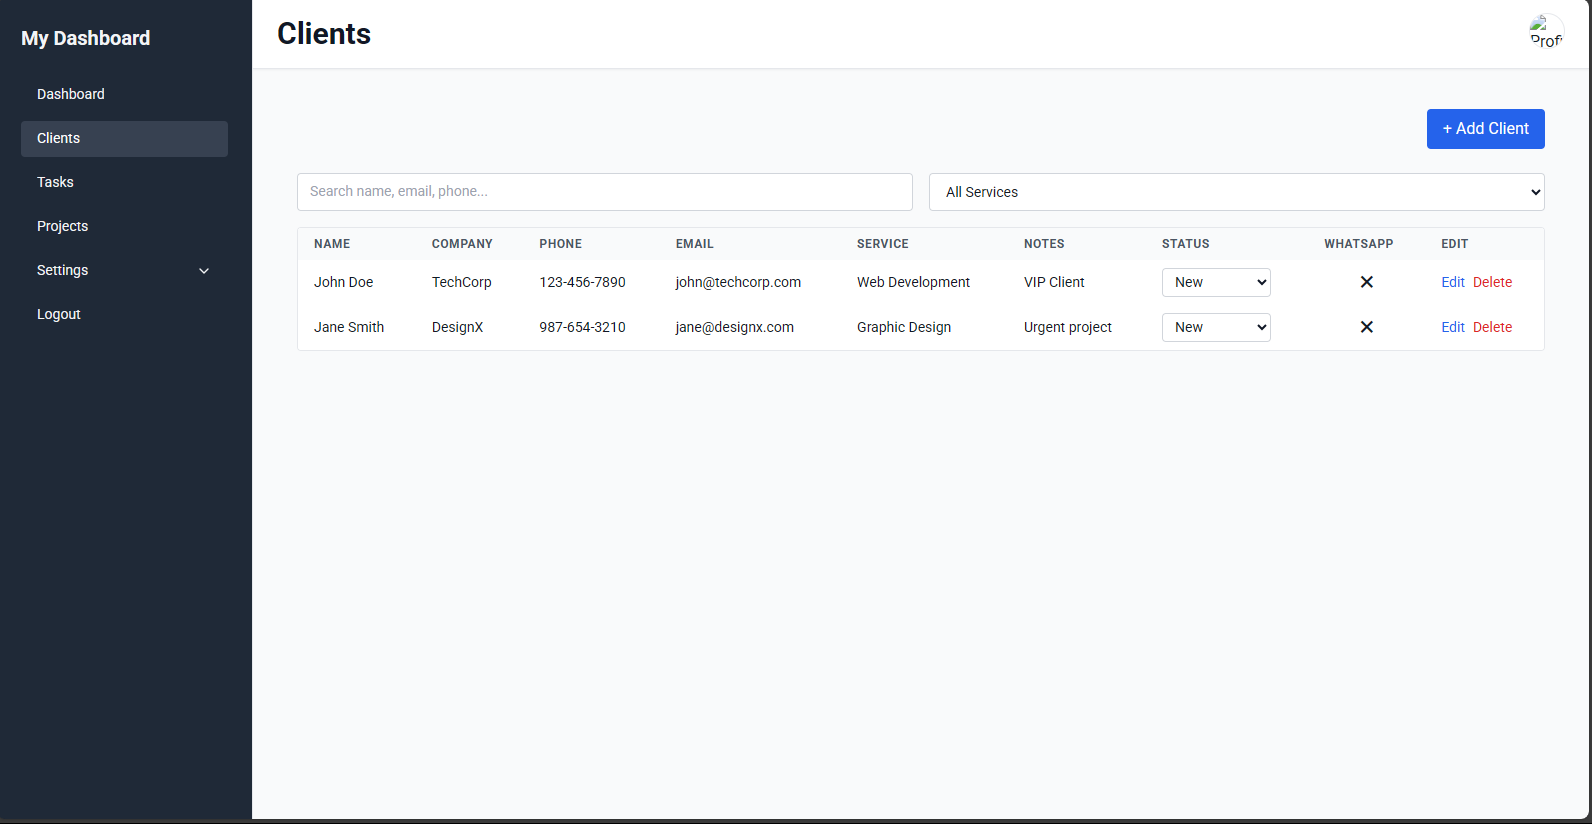 My Dashboard
Dashboard
Clients
Tasks
Projects
Settings
Logout
Clients
Prof
+ Add Client
Search name, email, phone...
All Services
NAME COMPANY PHONE EMAIL SERVICE NOTES STATUS WHATSAPP EDIT
John Doe TechCorp 123-456-7890 john@techcorp.com Web Development VIP Client New ✕ Edit Delete
Jane Smith DesignX 987-654-3210 jane@designx.com Graphic Design Urgent project New ✕ Edit Delete